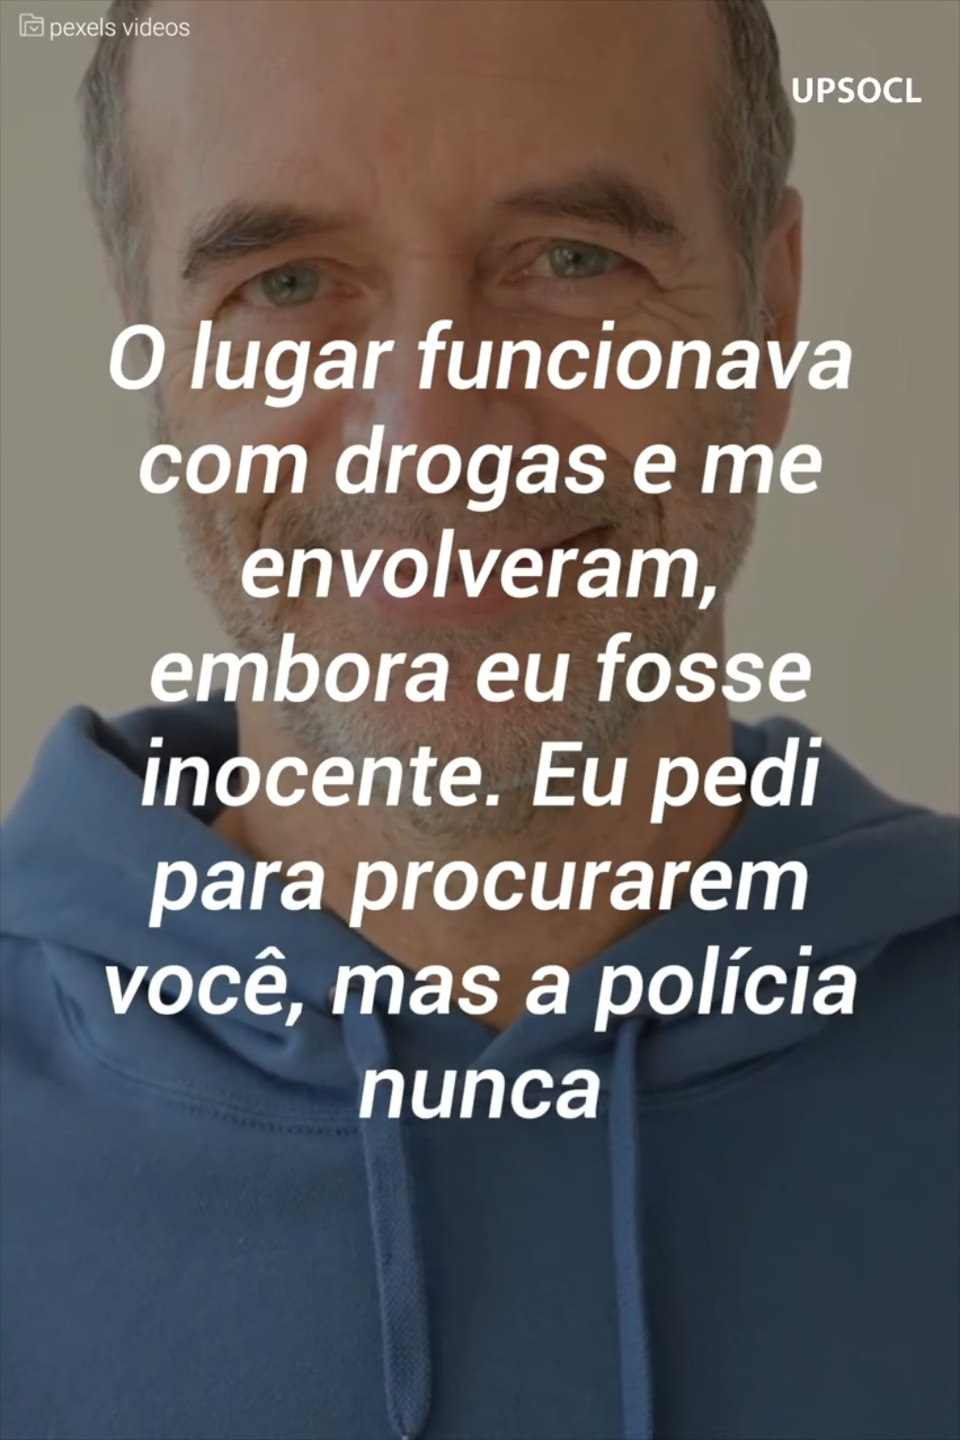 pexels videos
UPSOCL
O lugar funcionava
com drogas e me
envolveram,
embora eu fosse
inocente. Eu pedi
para procurarem
você, mas a polícia
nunca